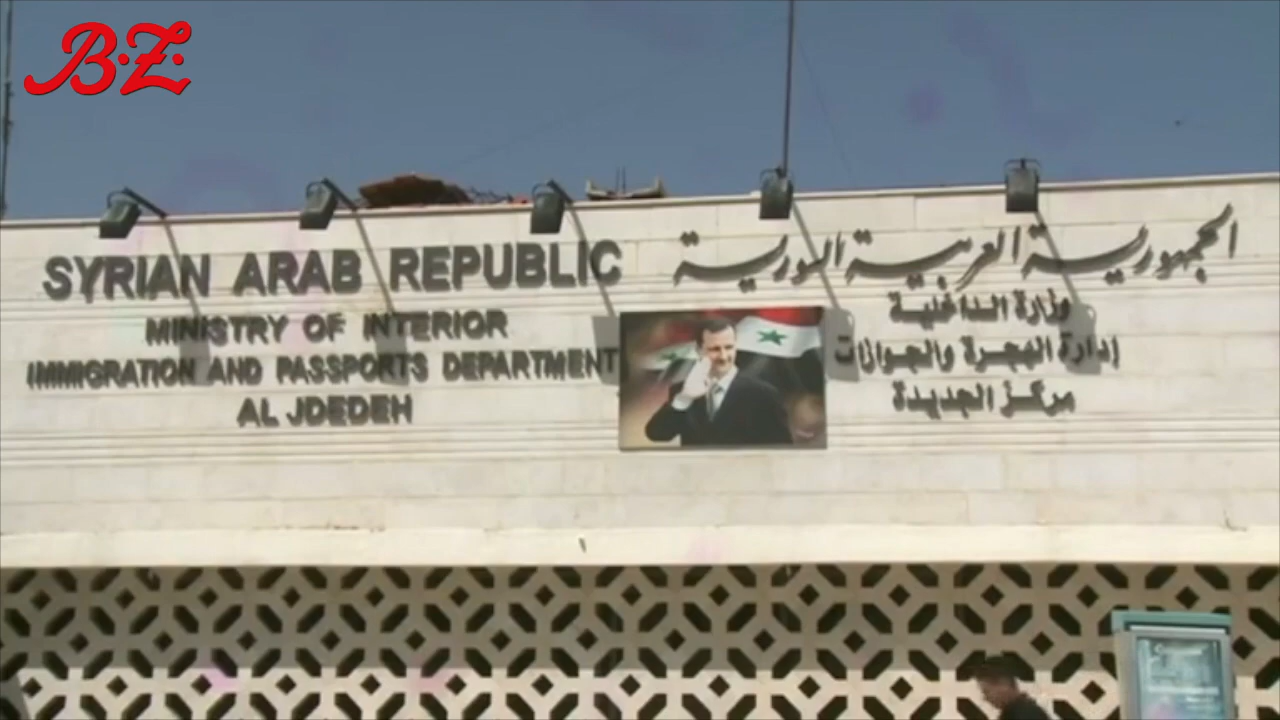 B.Z.
SYRIAN ARAB REPUBLIC
MINISTRY OF INTERIOR
IMMIGRATION AND PASSPORTS DEPARTMENT
AL JDEDEH
الجمهورية العربية السورية
وزارة الداخلية
إدارة الهجرة والجوازات
مركز الجديدة